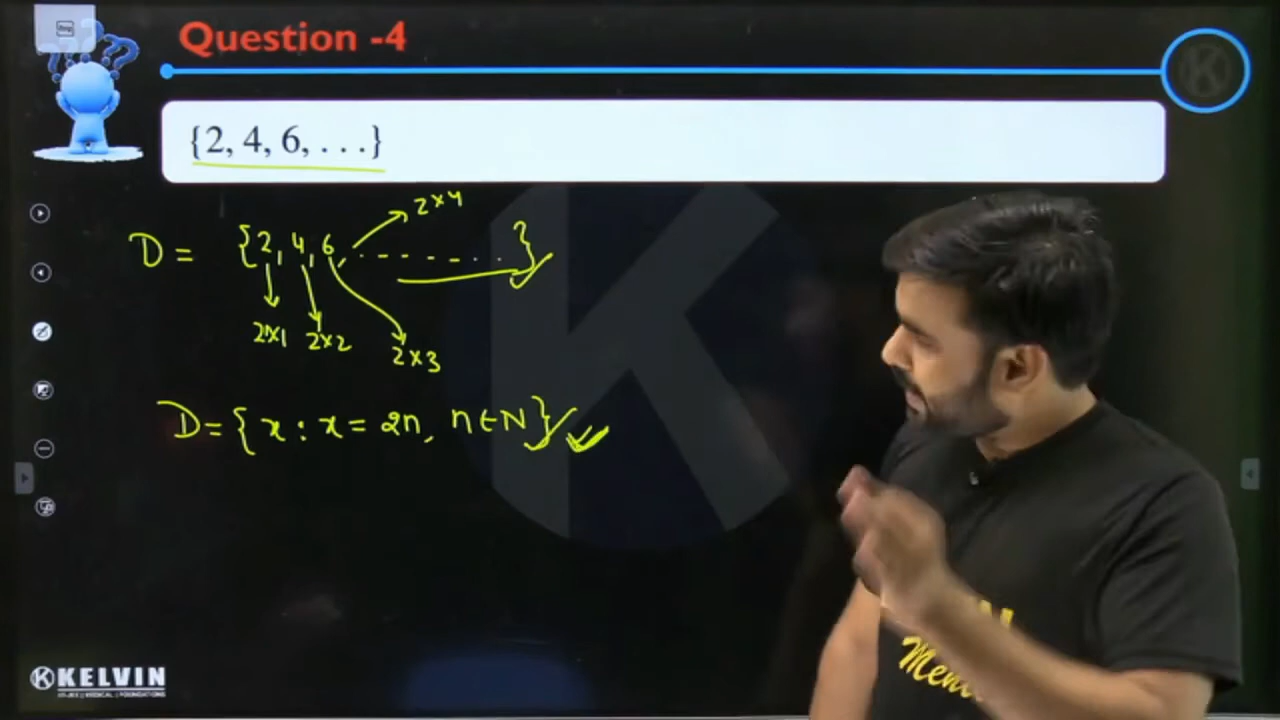 Question -4
{2, 4, 6, . . .}
D = {2, 4, 6, . - - - - - . }
2×4
2×1 2×2 2×3
D = { x : x = 2n, n ∈ N }
KELVIN